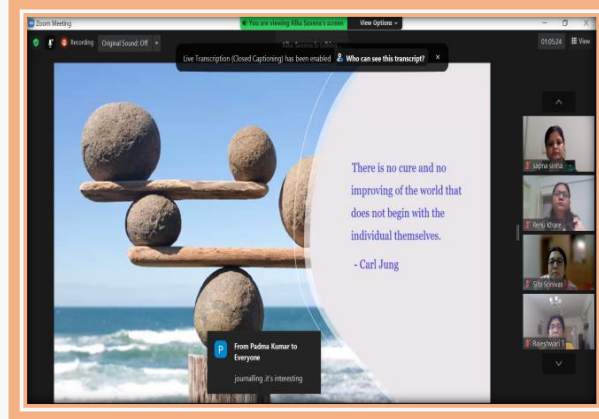 Zoom Meeting
You are viewing Alka Saxena's screen
View Options
Recording
Original Sound: Off
01:05:24
View
Live Transcription (Closed Captioning) has been enabled
Who can see this transcript?
There is no cure and no
improving of the world that
does not begin with the
individual themselves.
- Carl Jung
sapna sinha
Renu Khare
Rajeshwari T
P
From Padma Kumar to
Everyone
journalling .it's interesting